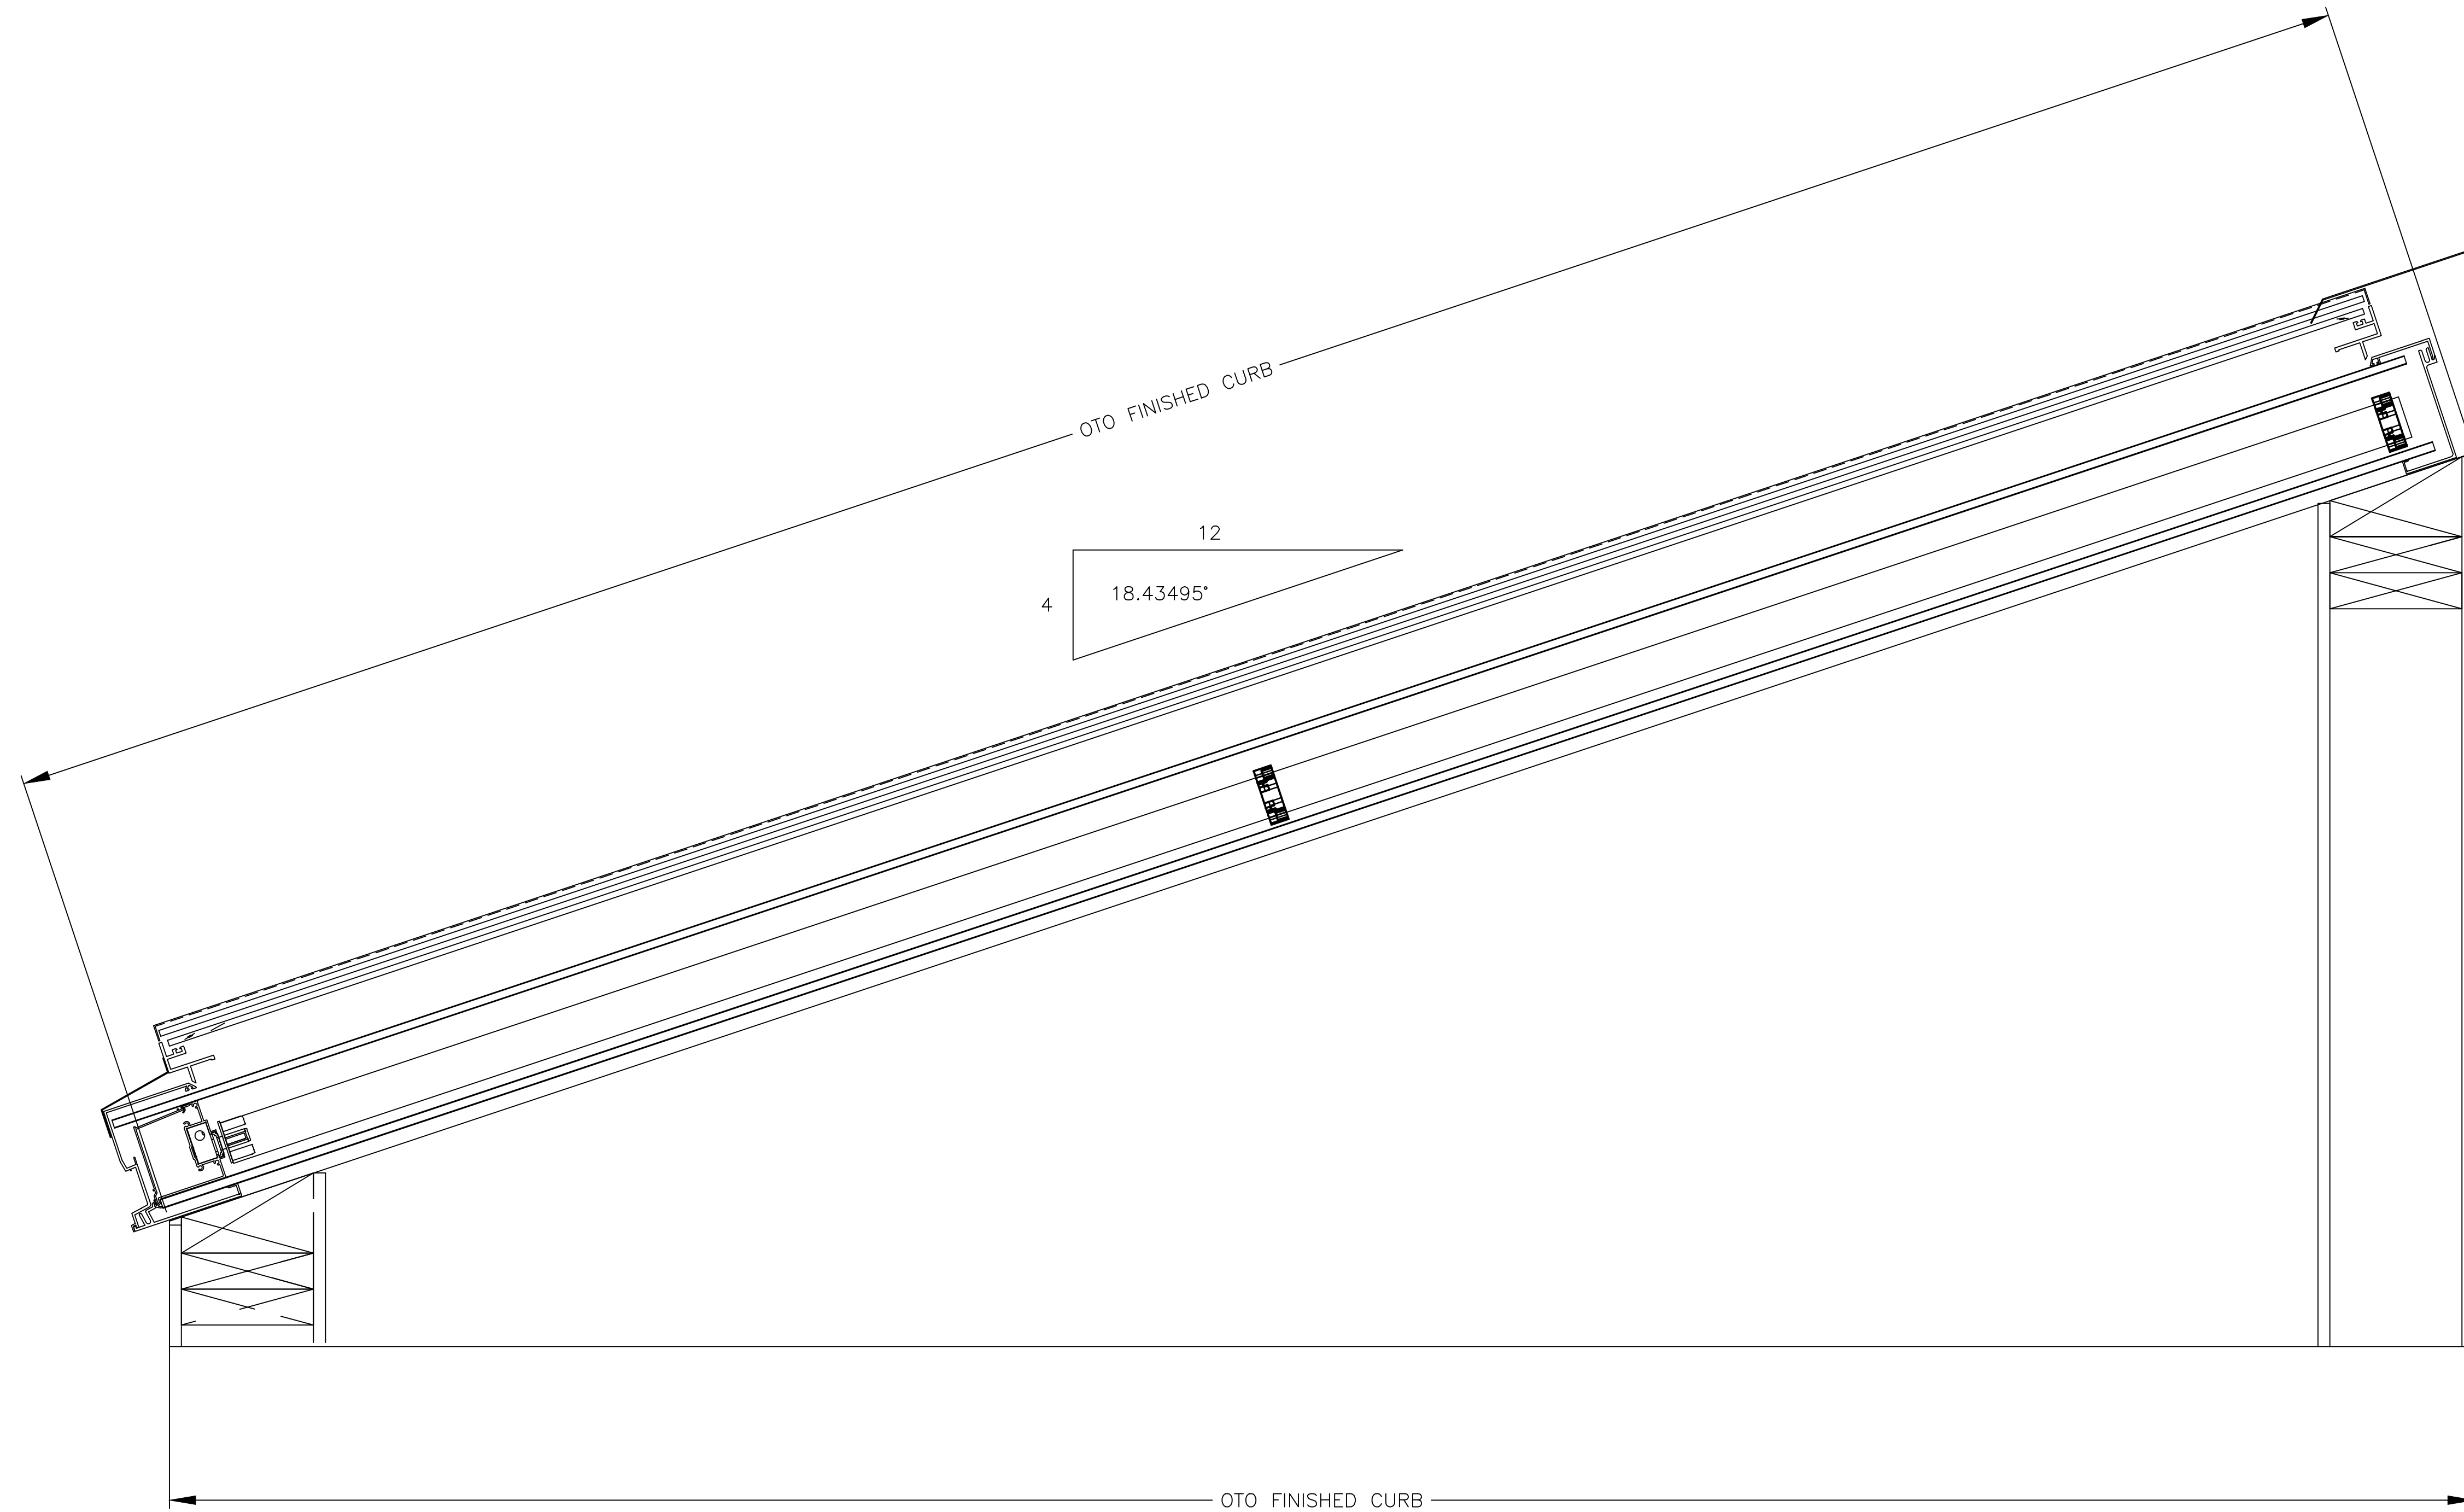 OTO FINISHED CURB
12
4
18.43495°
OTO FINISHED CURB